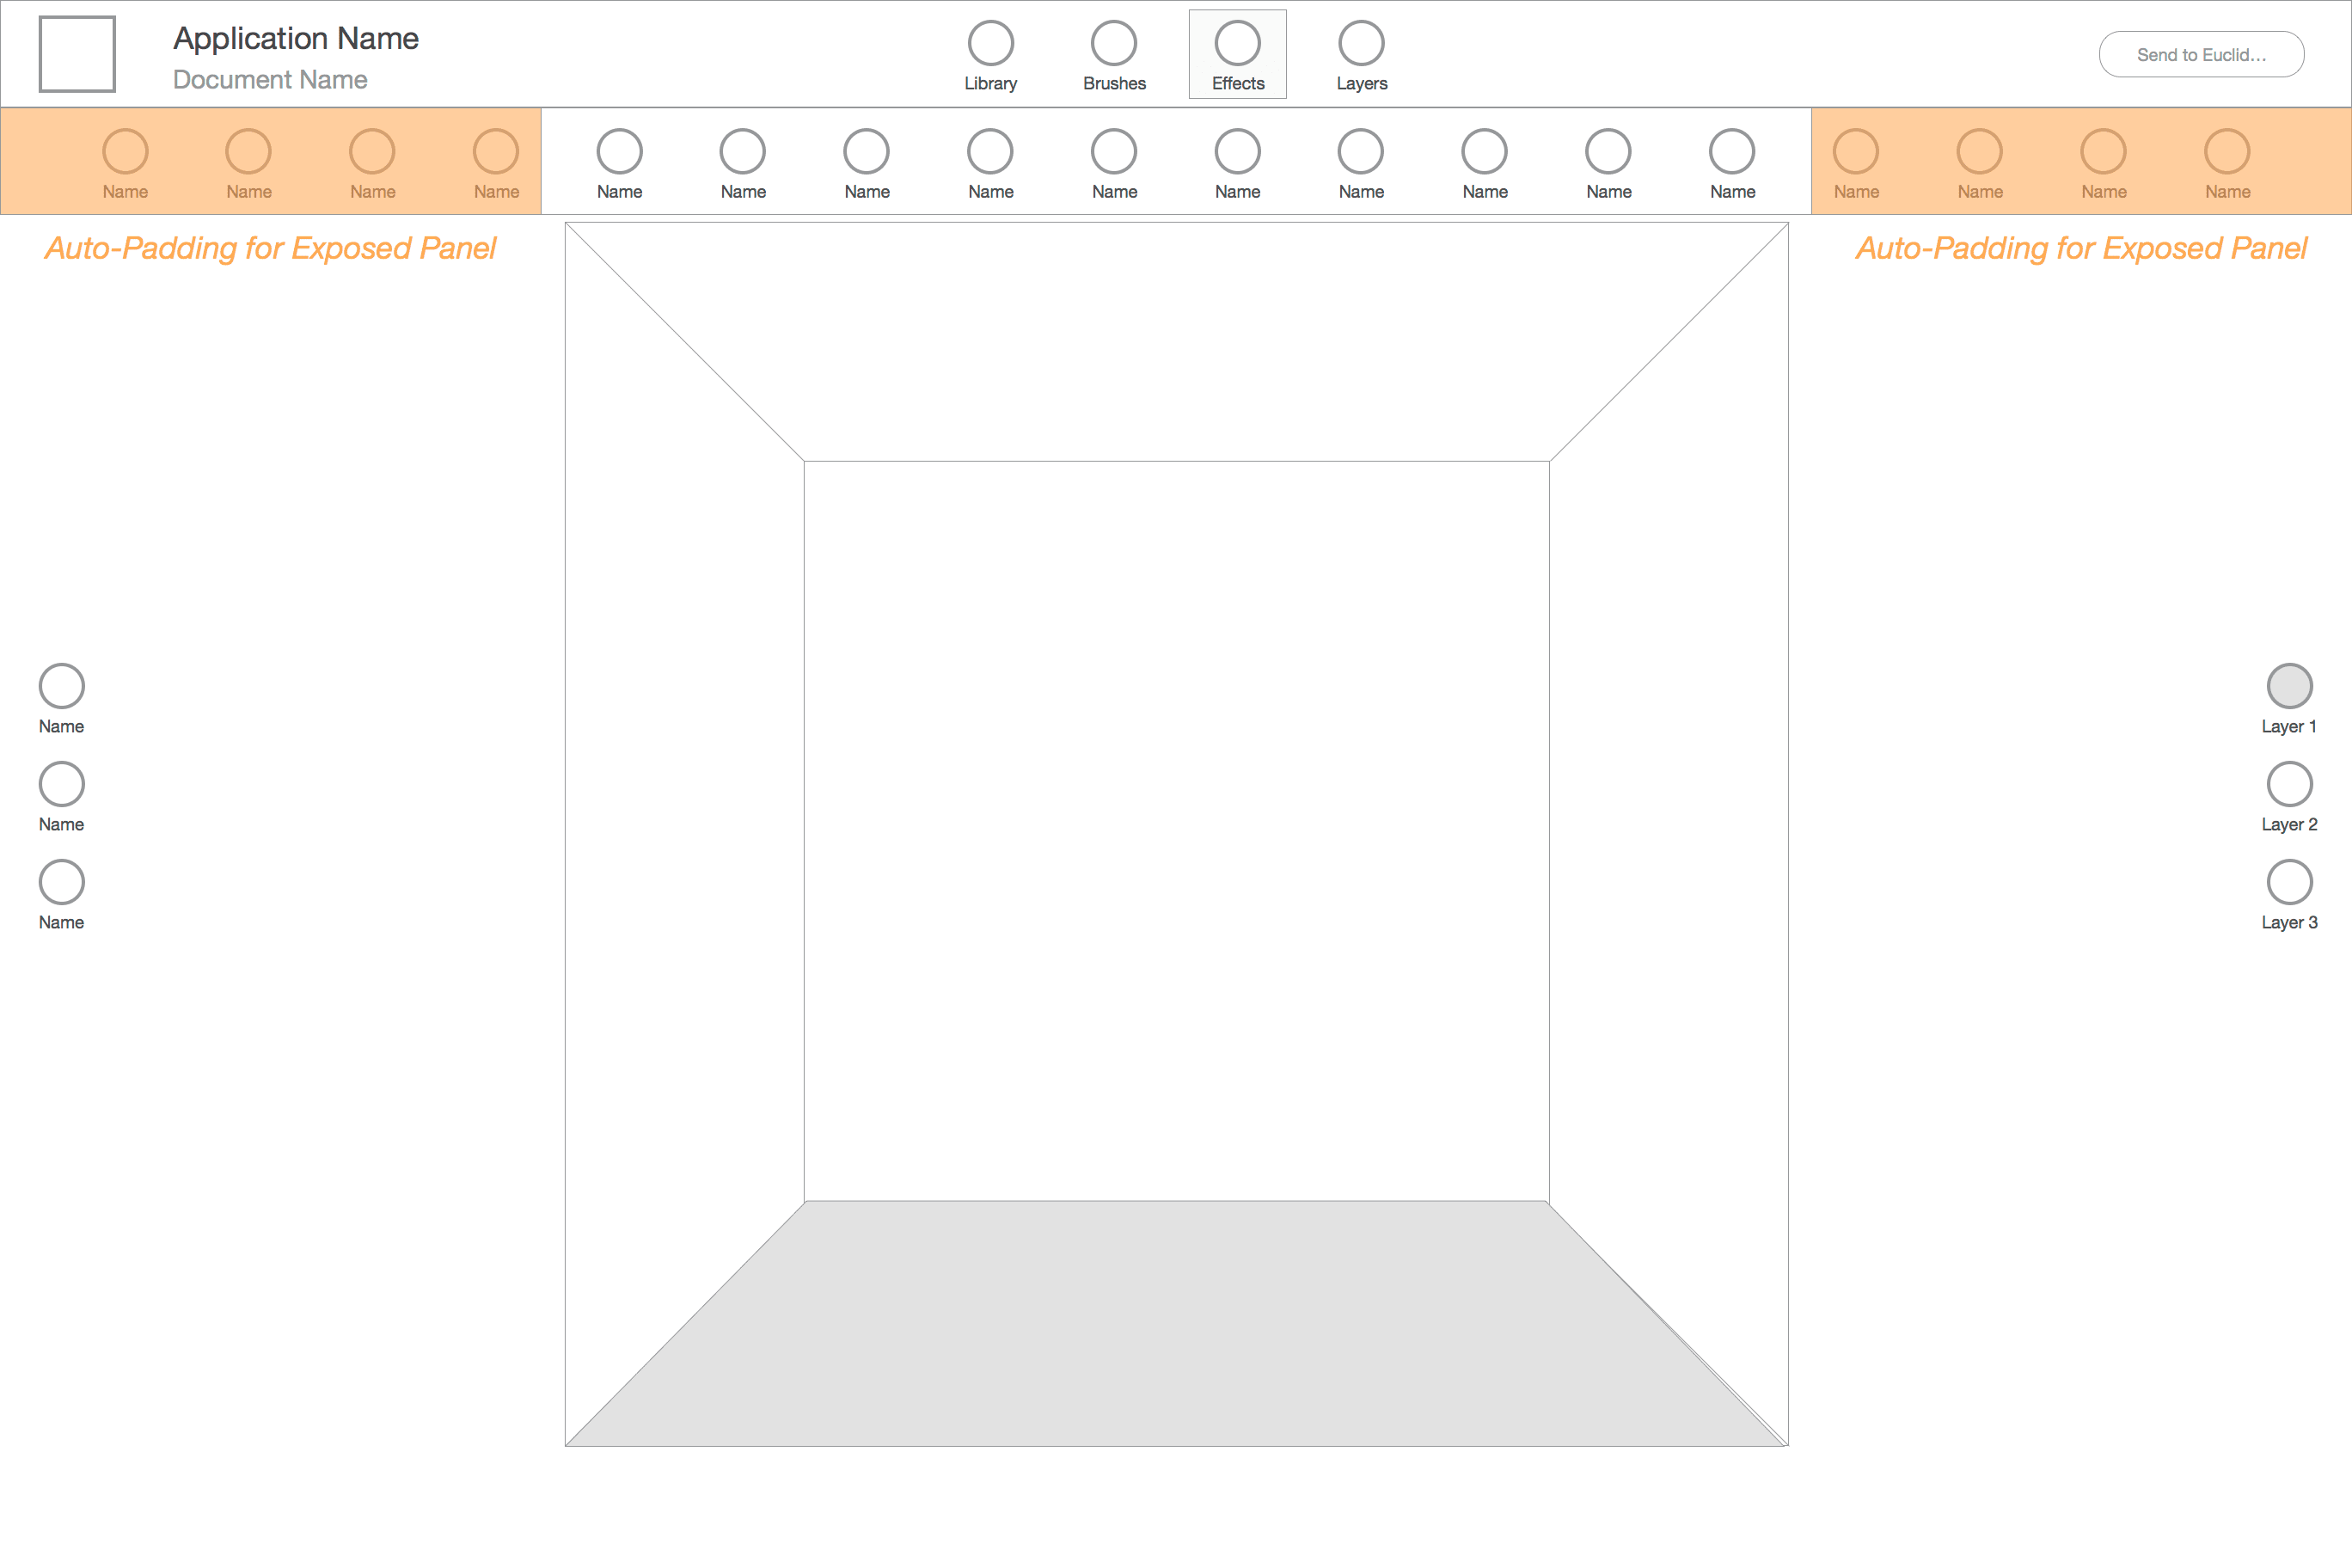 Application Name
Document Name
Library Brushes Effects Layers
Send to Euclid...
Name Name Name Name Name Name Name Name Name Name Name Name Name Name Name Name Name Name
Auto-Padding for Exposed Panel
Auto-Padding for Exposed Panel
Name
Name
Name
Layer 1
Layer 2
Layer 3